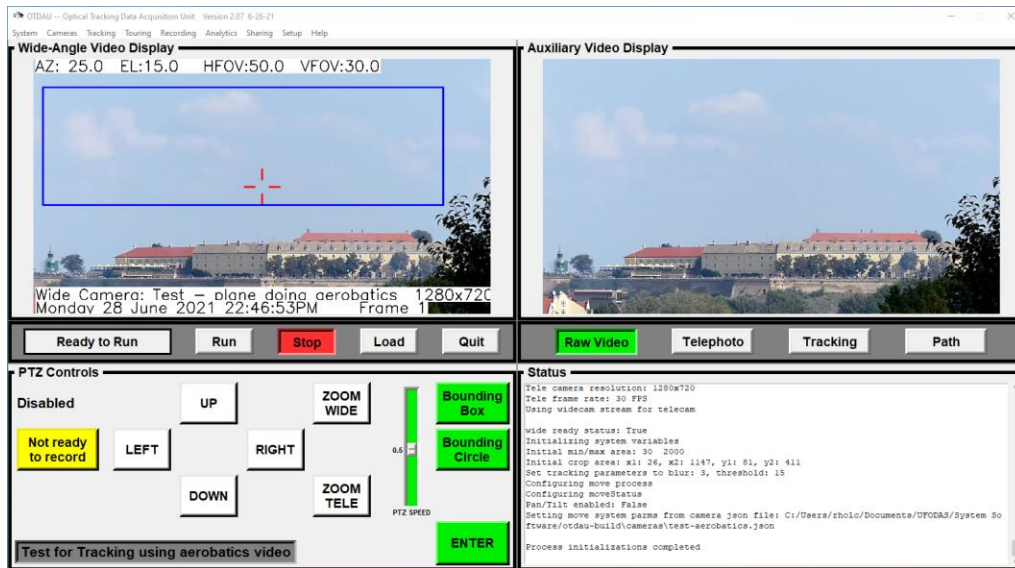 OTDAU -- Optical Tracking Data Acquisition Unit Version 2.07 6-28-21
System Cameras Tracking Touring Recording Analytics Sharing Setup Help
Wide-Angle Video Display
AZ: 25.0 EL:15.0 HFOV:50.0 VFOV:30.0
Wide Camera: Test - plane doing aerobatics 1280x720
Monday 28 June 2021 22:46:53PM Frame 1
Auxiliary Video Display
Ready to Run
Run
Stop
Load
Quit
Raw Video
Telephoto
Tracking
Path
PTZ Controls
Disabled
UP
ZOOM
WIDE
Bounding
Box
Not ready
to record
LEFT
RIGHT
0.5
Bounding
Circle
DOWN
ZOOM
TELE
PTZ SPEED
ENTER
Test for Tracking using aerobatics video
Status
Tele camera resolution: 1280x720
Tele frame rate: 30 FPS
Using widecam stream for telecam
wide ready status: True
Initializing system variables
Initial min/max area: 30 2000
Initial crop area: x1: 26, x2: 1147, y1: 81, y2: 411
Set tracking parameters to blur: 3, threshold: 15
Configuring move process
Configuring moveStatus
Pan/Tilt enabled: False
Setting move system parms from camera json file: C:/Users/rholc/Documents/UFODAS/System So
ftware/otdau-build\cameras\test-aerobatics.json
Process initializations completed